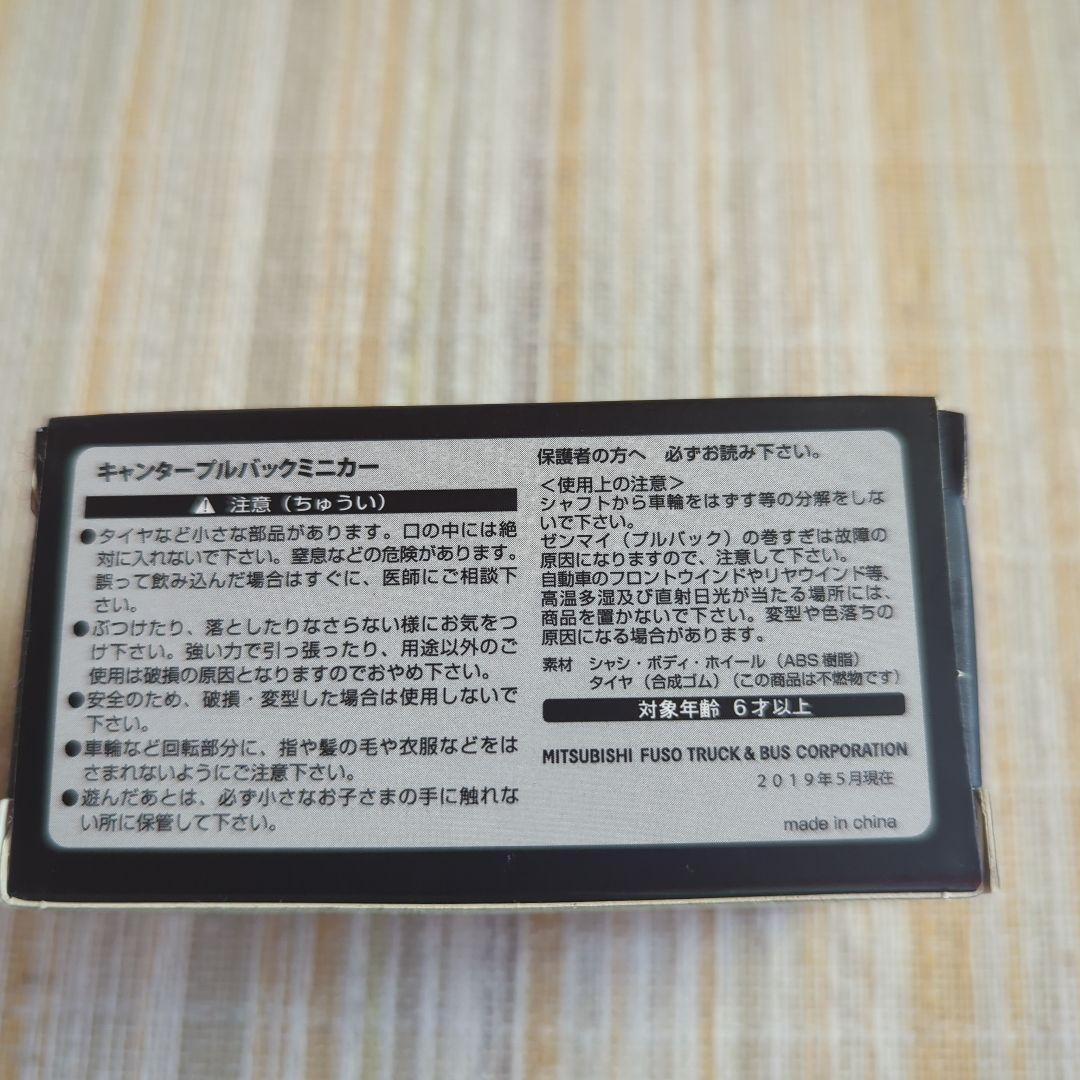 キャンタープルバックミニカー
注意（ちゅうい）
●タイヤなど小さな部品があります。口の中には絶
対に入れないで下さい。窒息などの危険があります。
誤って飲み込んだ場合はすぐに、医師にご相談下
さい。
●ぶつけたり、落としたりなさらない様にお気をつ
け下さい。強い力で引っ張ったり、用途以外のご
使用は破損の原因となりますのでおやめ下さい。
●安全のため、破損・変型した場合は使用しないで
下さい。
●車輪など回転部分に、指や髪の毛や衣服などをは
さまれないようにご注意下さい。
●遊んだあとは、必ず小さなお子さまの手に触れな
い所に保管して下さい。
保護者の方へ 必ずお読み下さい。
＜使用上の注意＞
シャフトから車輪をはずす等の分解をしな
いで下さい。
ゼンマイ（プルバック）の巻すぎは故障の
原因になりますので、注意して下さい。
自動車のフロントウインドやリヤウインド等、
高温多湿及び直射日光が当たる場所には、
商品を置かないで下さい。変型や色落ちの
原因になる場合があります。
素材 シャシ・ボディ・ホイール（ABS樹脂）
タイヤ（合成ゴム）（この商品は不燃物です）
対象年齢 6才以上
MITSUBISHI FUSO TRUCK & BUS CORPORATION
2019年5月現在
made in china